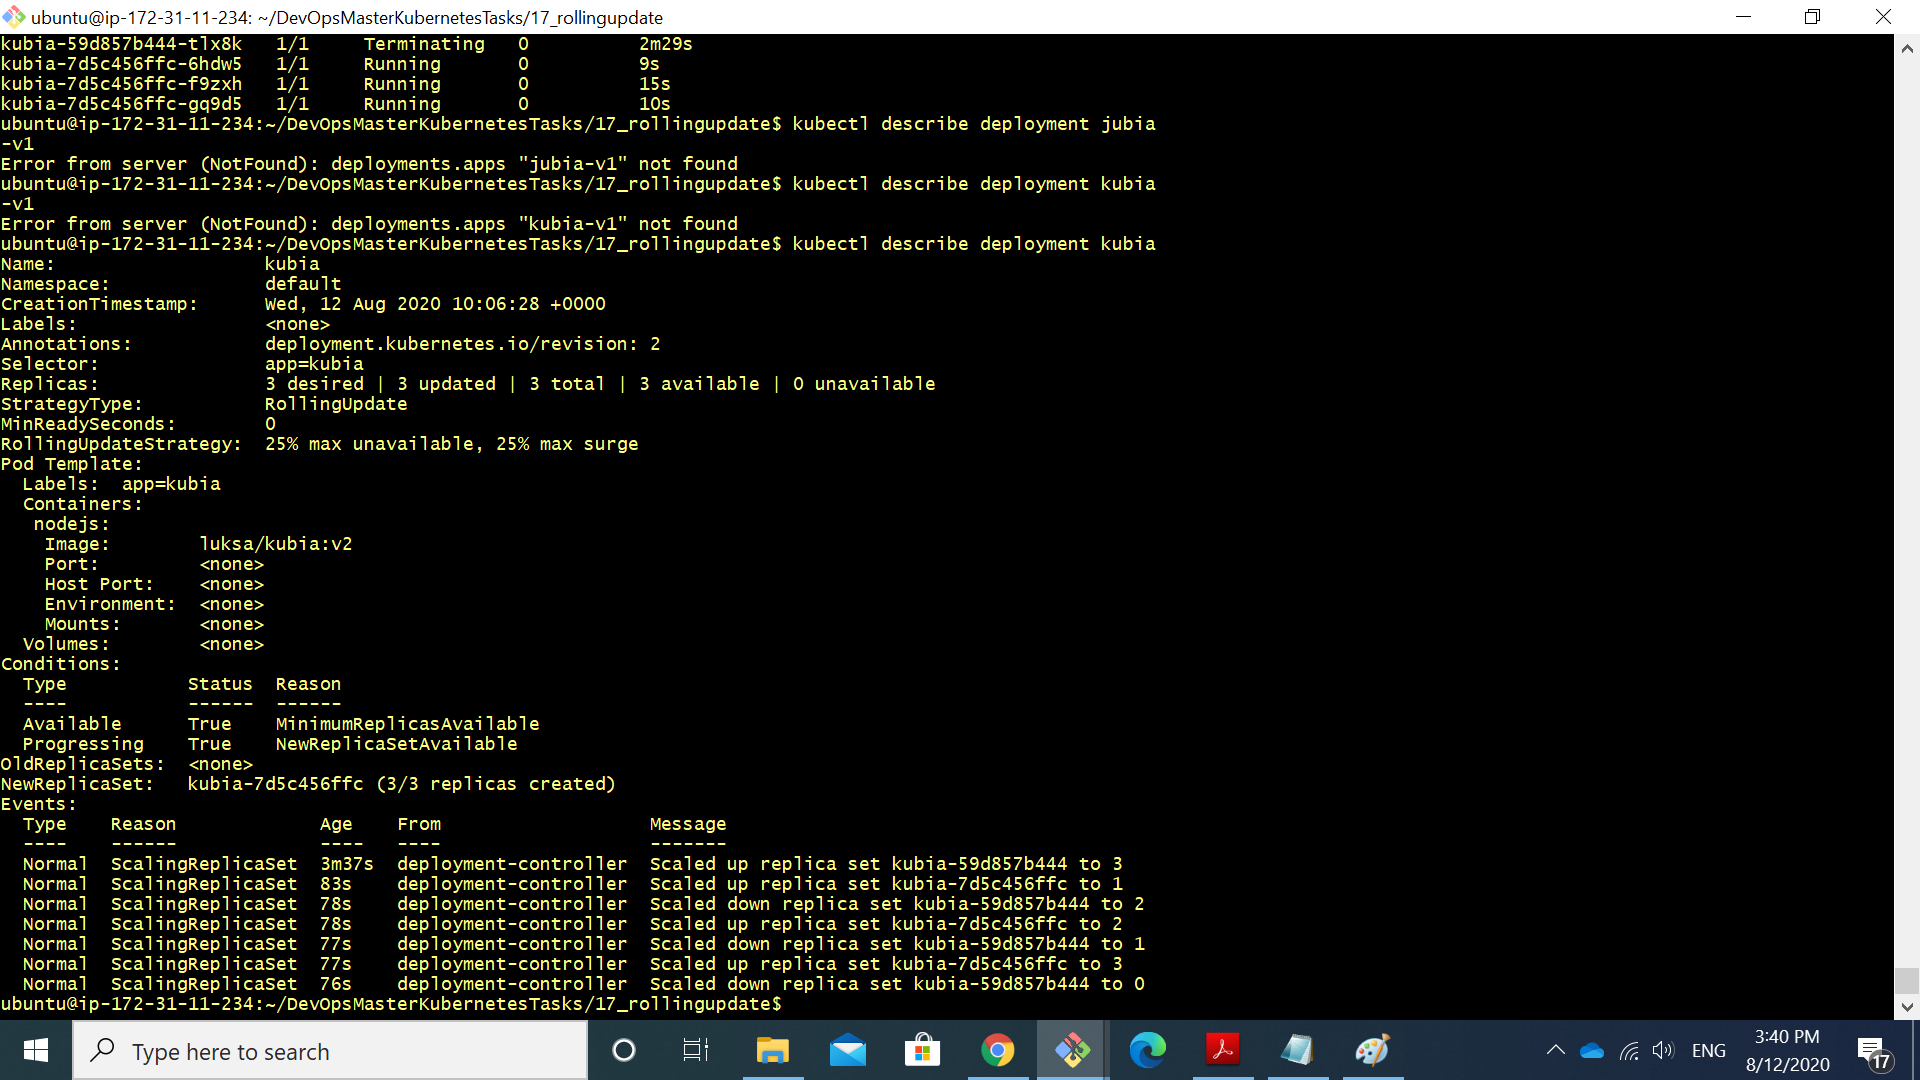 ubuntu@ip-172-31-11-234: ~/DevOpsMasterKubernetesTasks/17_rollingupdate
kubia-59d857b444-tlx8k   1/1     Terminating   0          2m29s
kubia-7d5c456ffc-6hdw5   1/1     Running       0          9s
kubia-7d5c456ffc-f9zxh   1/1     Running       0          15s
kubia-7d5c456ffc-gq9d5   1/1     Running       0          10s
ubuntu@ip-172-31-11-234:~/DevOpsMasterKubernetesTasks/17_rollingupdate$ kubectl describe deployment jubia
-v1
Error from server (NotFound): deployments.apps "jubia-v1" not found
ubuntu@ip-172-31-11-234:~/DevOpsMasterKubernetesTasks/17_rollingupdate$ kubectl describe deployment kubia
-v1
Error from server (NotFound): deployments.apps "kubia-v1" not found
ubuntu@ip-172-31-11-234:~/DevOpsMasterKubernetesTasks/17_rollingupdate$ kubectl describe deployment kubia
Name:                   kubia
Namespace:              default
CreationTimestamp:      Wed, 12 Aug 2020 10:06:28 +0000
Labels:                 <none>
Annotations:            deployment.kubernetes.io/revision: 2
Selector:               app=kubia
Replicas:               3 desired | 3 updated | 3 total | 3 available | 0 unavailable
StrategyType:           RollingUpdate
MinReadySeconds:        0
RollingUpdateStrategy:  25% max unavailable, 25% max surge
Pod Template:
  Labels:  app=kubia
  Containers:
   nodejs:
    Image:        luksa/kubia:v2
    Port:         <none>
    Host Port:    <none>
    Environment:  <none>
    Mounts:       <none>
  Volumes:        <none>
Conditions:
  Type           Status  Reason
  ----           ------  ------
  Available      True    MinimumReplicasAvailable
  Progressing    True    NewReplicaSetAvailable
OldReplicaSets:  <none>
NewReplicaSet:   kubia-7d5c456ffc (3/3 replicas created)
Events:
  Type    Reason             Age    From                   Message
  ----    ------             ----   ----                   -------
  Normal  ScalingReplicaSet  3m37s  deployment-controller  Scaled up replica set kubia-59d857b444 to 3
  Normal  ScalingReplicaSet  83s    deployment-controller  Scaled up replica set kubia-7d5c456ffc to 1
  Normal  ScalingReplicaSet  78s    deployment-controller  Scaled down replica set kubia-59d857b444 to 2
  Normal  ScalingReplicaSet  78s    deployment-controller  Scaled up replica set kubia-7d5c456ffc to 2
  Normal  ScalingReplicaSet  77s    deployment-controller  Scaled down replica set kubia-59d857b444 to 1
  Normal  ScalingReplicaSet  77s    deployment-controller  Scaled up replica set kubia-7d5c456ffc to 3
  Normal  ScalingReplicaSet  76s    deployment-controller  Scaled down replica set kubia-59d857b444 to 0
ubuntu@ip-172-31-11-234:~/DevOpsMasterKubernetesTasks/17_rollingupdate$
Type here to search
ENG
3:40 PM
8/12/2020
17